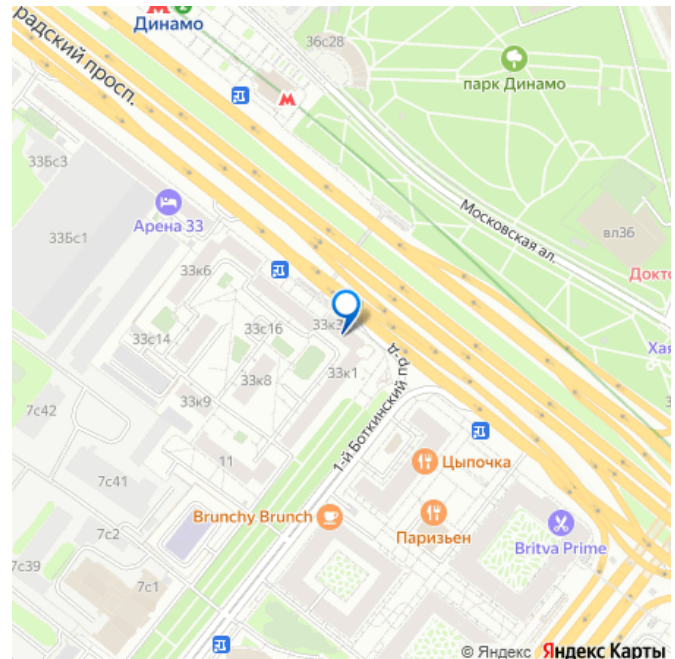 Динамо
36с28
радский просп.
парк Динамо
33Бс3
Московская ал.
вл36
Арена 33
33Бс1
Докто
33к6
33с16
33к3
33с14
Хая
33к1
33к8
1-й Боткинский пр-д
33к9
7с42
11
Цыпочка
7с41
Brunchy Brunch
Паризьен
7с2
Britva Prime
7с39
7с1
© Яндекс Яндекс Карты